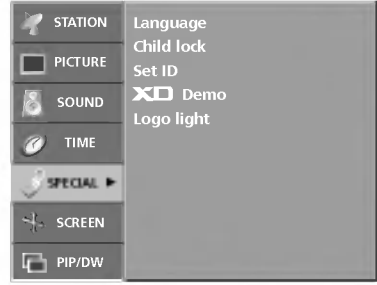 STATION
PICTURE
SOUND
TIME
SPECIAL
SCREEN
PIP/DW
Language
Child lock
Set ID
XD Demo
Logo light